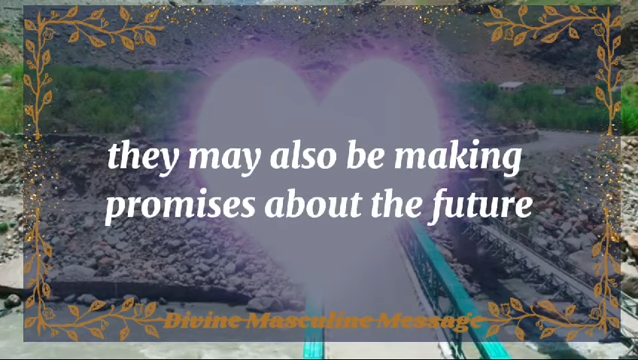 they may also be making
promises about the future
Divine Masculine Message